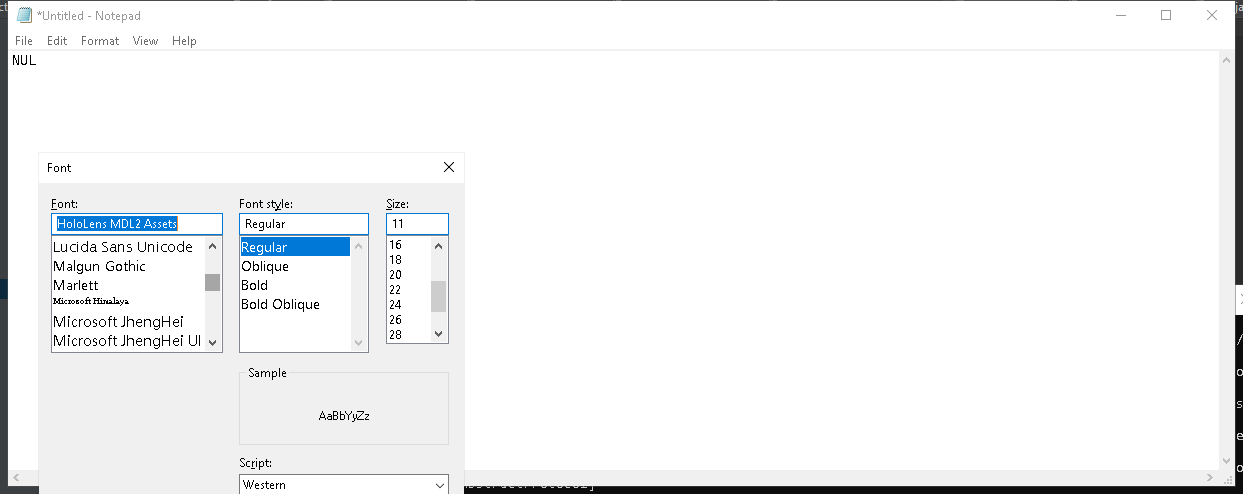 *Untitled - Notepad
File Edit Format View Help
NUL
Font
Font: Font style: Size:
HoloLens MDL2 Assets Regular 11
Lucida Sans Unicode
Malgun Gothic
Marlett
Microsoft Himalaya
Microsoft JhengHei
Microsoft JhengHei UI
Regular
Oblique
Bold
Bold Oblique
16
18
20
22
24
26
28
Sample
AaBbYyZz
Script:
Western